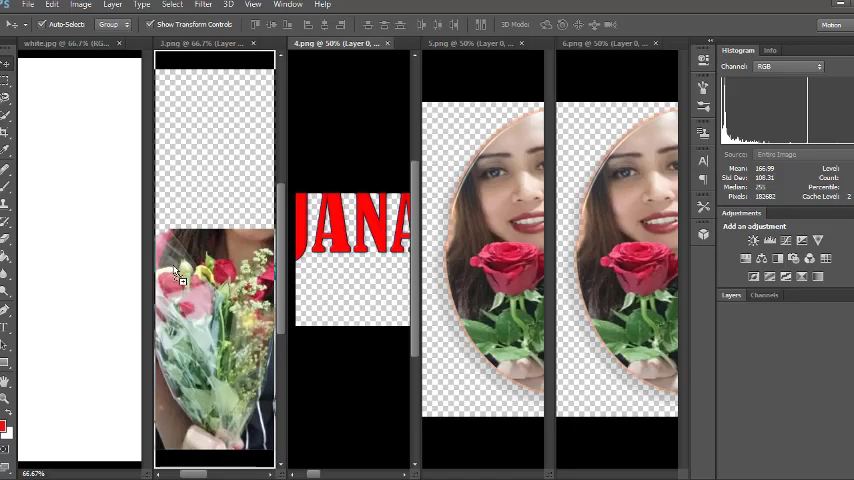 File Edit Image Layer Type Select Filter 3D View Window Help
Auto-Select: Group Show Transform Controls 3D Mode: Motion
white.jpg @ 66.7% (RG... × 3.png @ 66.7% (Layer ... × 4.png @ 50% (Layer 0, ... × 5.png @ 50% (Layer 0, ... × 6.png @ 50% (Layer 0, ... ×
Histogram Info
Channel: RGB
Source: Entire Image
Mean: 166.99 Level:
Std Dev: 108.31 Count:
Median: 255 Percentile:
Pixels: 182682 Cache Level: 2
Adjustments
Add an adjustment
Layers Channels
JANA
66.67%